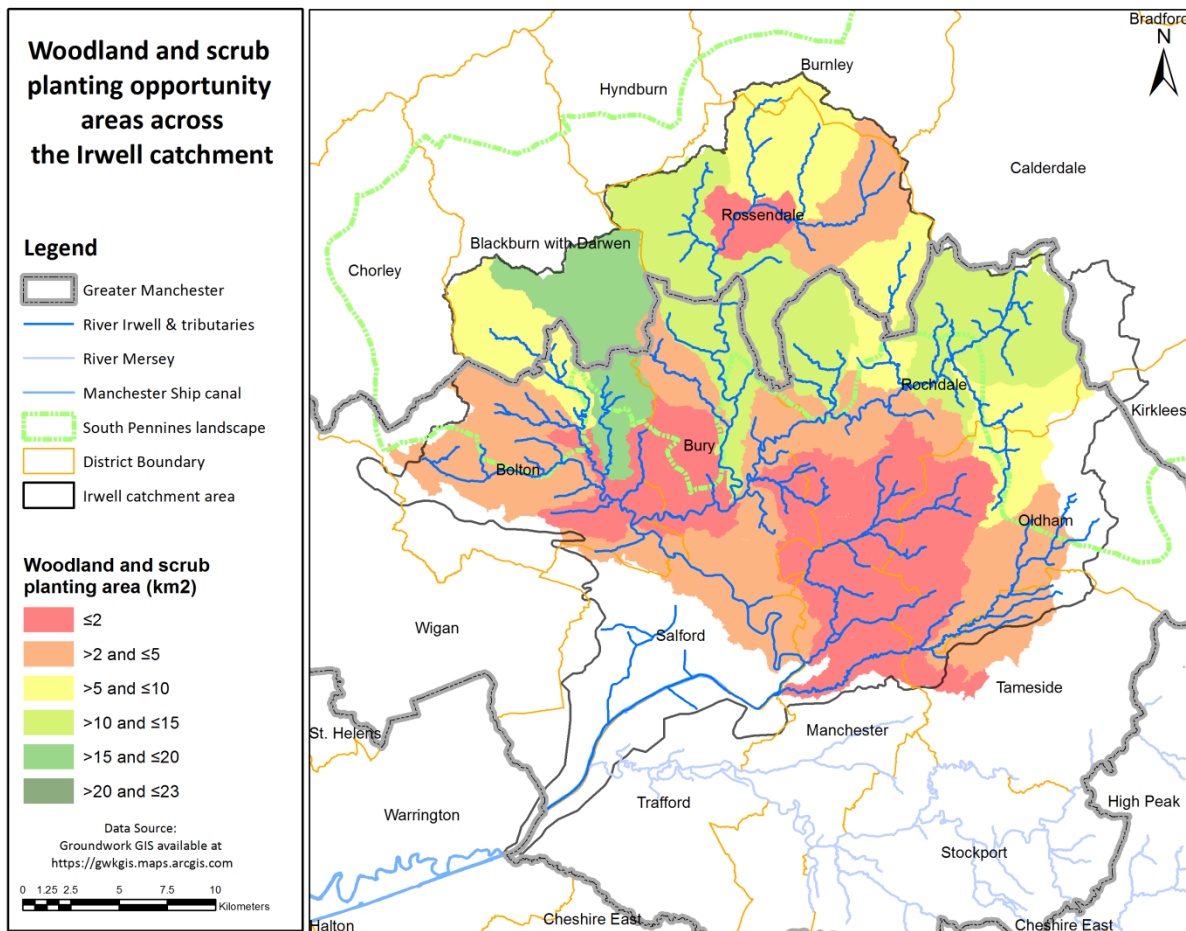 Woodland and scrub
planting opportunity
areas across
the Irwell catchment
Legend
Greater Manchester
River Irwell & tributaries
River Mersey
Manchester Ship canal
South Pennines landscape
District Boundary
Irwell catchment area
Woodland and scrub
planting area (km2)
≤2
>2 and ≤5
>5 and ≤10
>10 and ≤15
>15 and ≤20
>20 and ≤23
Data Source:
Groundwork GIS available at
https://gwkgis.maps.arcgis.com
0 1.25 2.5 5 7.5 10
Kilometers
Bradford
N
Burnley
Hyndburn
Calderdale
Rossendale
Blackburn with Darwen
Chorley
Rochdale
Kirklees
Bury
Bolton
Oldham
Wigan
Salford
Tameside
St. Helens
Manchester
Warrington
Trafford
High Peak
Stockport
Halton
Cheshire East
Cheshire East